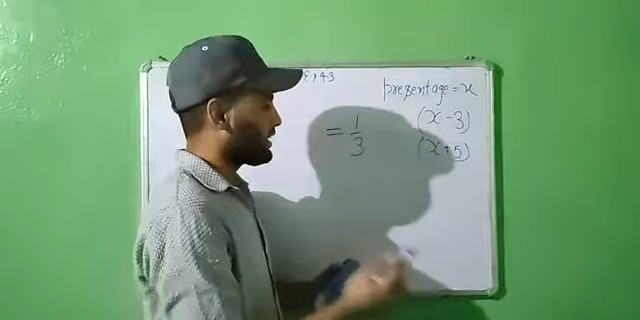 presentage = x
(x - 3)
= 1/3
(x + 5)